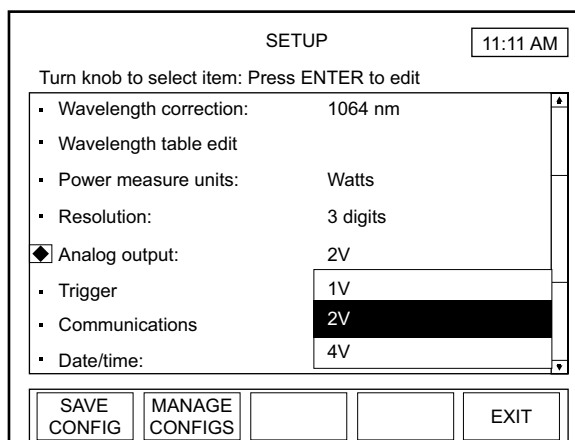 SETUP
11:11 AM
Turn knob to select item: Press ENTER to edit
Wavelength correction: 1064 nm
Wavelength table edit
Power measure units: Watts
Resolution: 3 digits
Analog output: 2V
Trigger 1V
Communications 2V
Date/time: 4V
SAVE CONFIG
MANAGE CONFIGS
EXIT